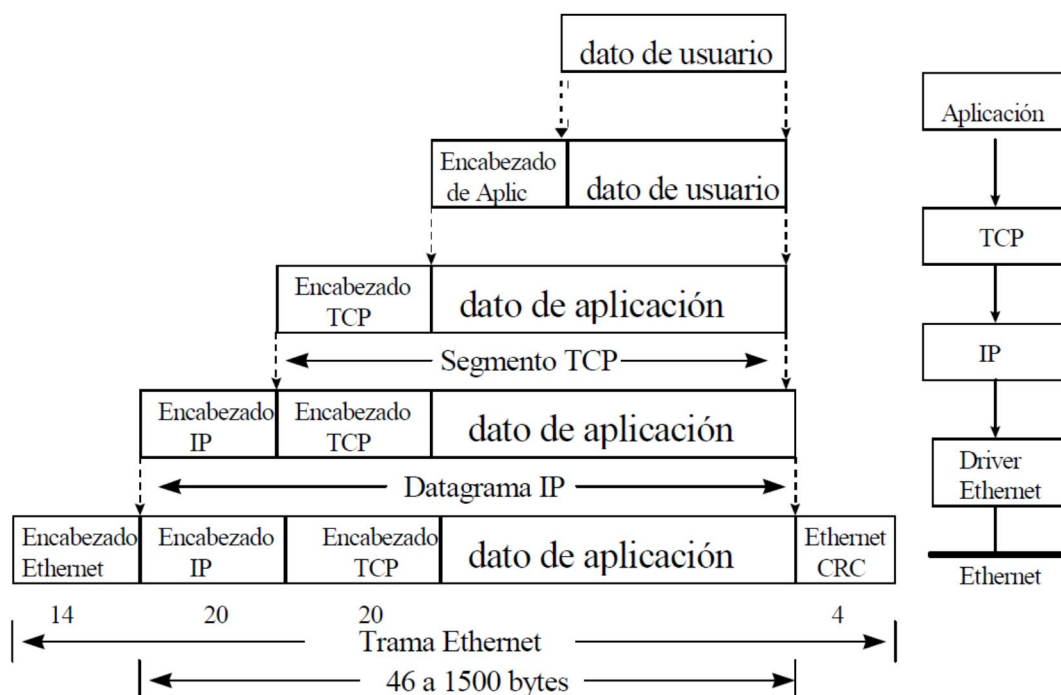 dato de usuario
Aplicación
Encabezado
de Aplic
dato de usuario
TCP
Encabezado
TCP
dato de aplicación
Segmento TCP
IP
Encabezado
IP
Encabezado
TCP
dato de aplicación
Datagrama IP
Driver
Ethernet
Encabezado
Ethernet
Encabezado
IP
Encabezado
TCP
dato de aplicación
Ethernet
CRC
Ethernet
14
20
20
4
Trama Ethernet
46 a 1500 bytes